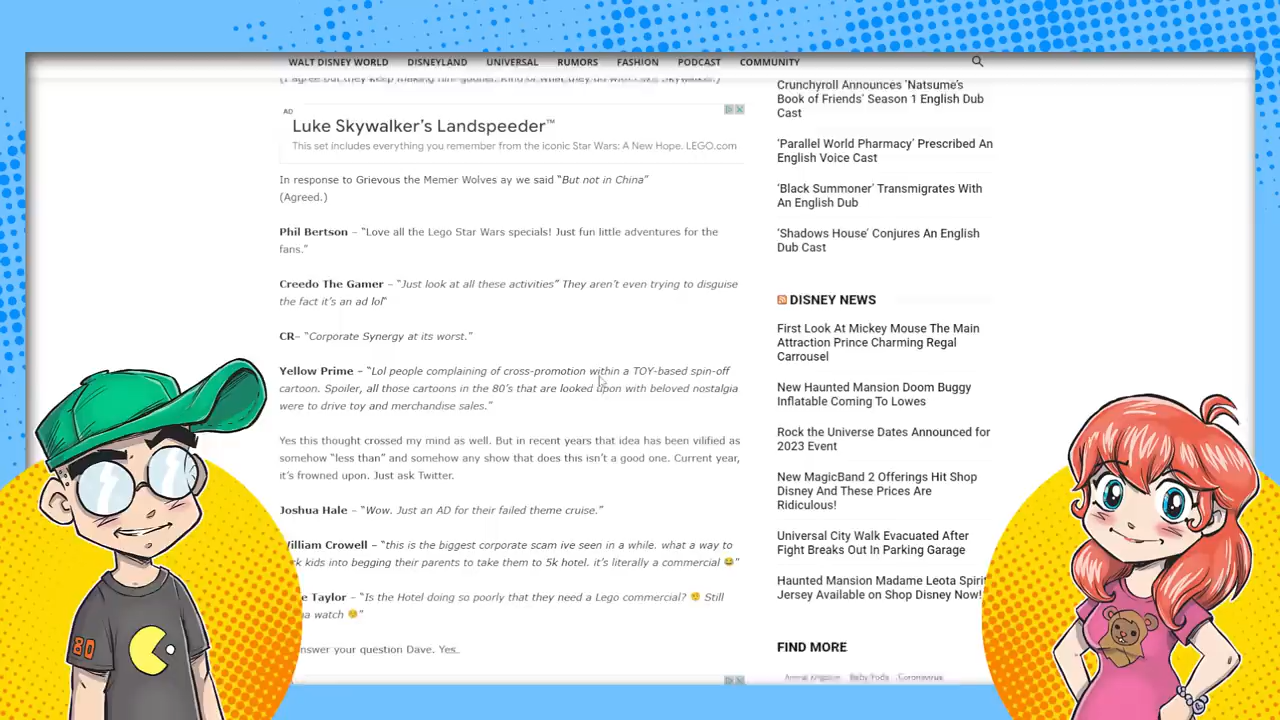 WALT DISNEY WORLD DISNEYLAND UNIVERSAL RUMORS FASHION PODCAST COMMUNITY
AD
Luke Skywalker's Landspeeder™
This set includes everything you remember from the iconic Star Wars: A New Hope. LEGO.com
In response to Grievous the Memer Wolves ay we said "But not in China"
(Agreed.)
Phil Bertson – "Love all the Lego Star Wars specials! Just fun little adventures for the
fans."
Creedo The Gamer – "Just look at all these activities" They aren't even trying to disguise
the fact it's an ad lol"
CR– "Corporate Synergy at its worst."
Yellow Prime – "Lol people complaining of cross-promotion within a TOY-based spin-off
cartoon. Spoiler, all those cartoons in the 80's that are looked upon with beloved nostalgia
were to drive toy and merchandise sales."
Yes this thought crossed my mind as well. But in recent years that idea has been vilified as
somehow "less than" and somehow any show that does this isn't a good one. Current year,
it's frowned upon. Just ask Twitter.
Joshua Hale – "Wow. Just an AD for their failed theme cruise."
William Crowell – "this is the biggest corporate scam ive seen in a while. what a way to
kids into begging their parents to take them to 5k hotel. it's literally a commercial 😂"
Taylor – "Is the Hotel doing so poorly that they need a Lego commercial? 🤨 Still
watch 😕"
answer your question Dave. Yes.
Crunchyroll Announces 'Natsume's
Book of Friends' Season 1 English Dub
Cast
'Parallel World Pharmacy' Prescribed An
English Voice Cast
'Black Summoner' Transmigrates With
An English Dub
'Shadows House' Conjures An English
Dub Cast
DISNEY NEWS
First Look At Mickey Mouse The Main
Attraction Prince Charming Regal
Carrousel
New Haunted Mansion Doom Buggy
Inflatable Coming To Lowes
Rock the Universe Dates Announced for
2023 Event
New MagicBand 2 Offerings Hit Shop
Disney And These Prices Are
Ridiculous!
Universal City Walk Evacuated After
Fight Breaks Out In Parking Garage
Haunted Mansion Madame Leota Spirit
Jersey Available on Shop Disney Now!
FIND MORE
Animal Kingdom Baby Yoda Coronavirus
80